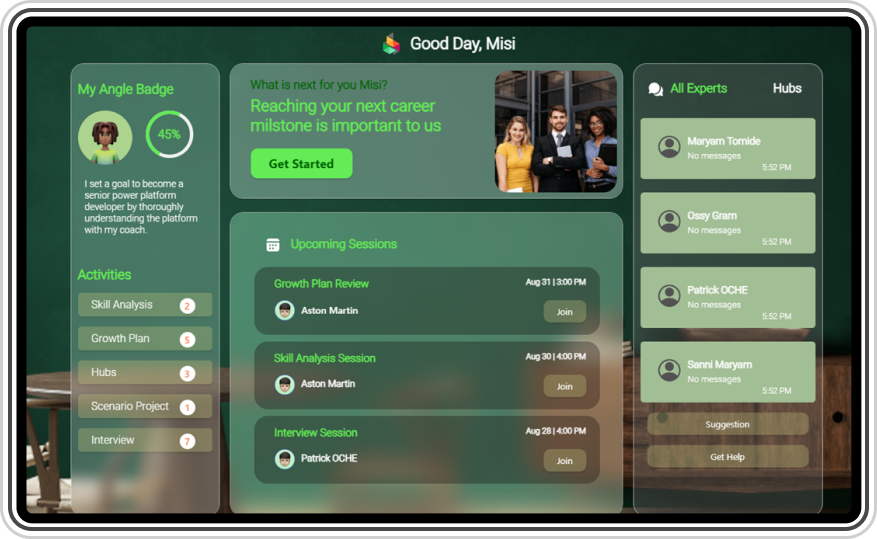 Good Day, Misi
My Angle Badge
45%
I set a goal to become a
senior power platform
developer by thoroughly
understanding the platform
with my coach.
Activities
Skill Analysis 2
Growth Plan 5
Hubs 3
Scenario Project 1
Interview 7
What is next for you Misi?
Reaching your next career
milstone is important to us
Get Started
Upcoming Sessions
Growth Plan Review Aug 31 | 3:00 PM
Aston Martin Join
Skill Analysis Session Aug 30 | 4:00 PM
Aston Martin Join
Interview Session Aug 28 | 4:00 PM
Patrick OCHE Join
All Experts Hubs
Maryam Tomide
No messages
5:52 PM
Ossy Gram
No messages
5:52 PM
Patrick OCHE
No messages
5:52 PM
Sanni Maryam
No messages
5:52 PM
Suggestion
Get Help